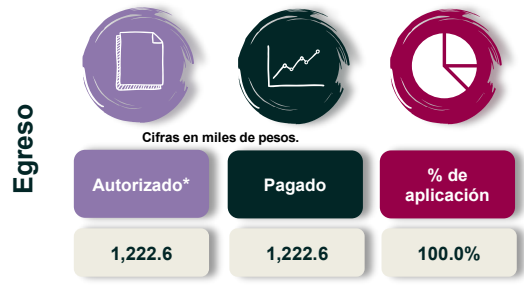 Egreso
Cifras en miles de pesos.
Autorizado*
Pagado
% de
aplicación
1,222.6
1,222.6
100.0%